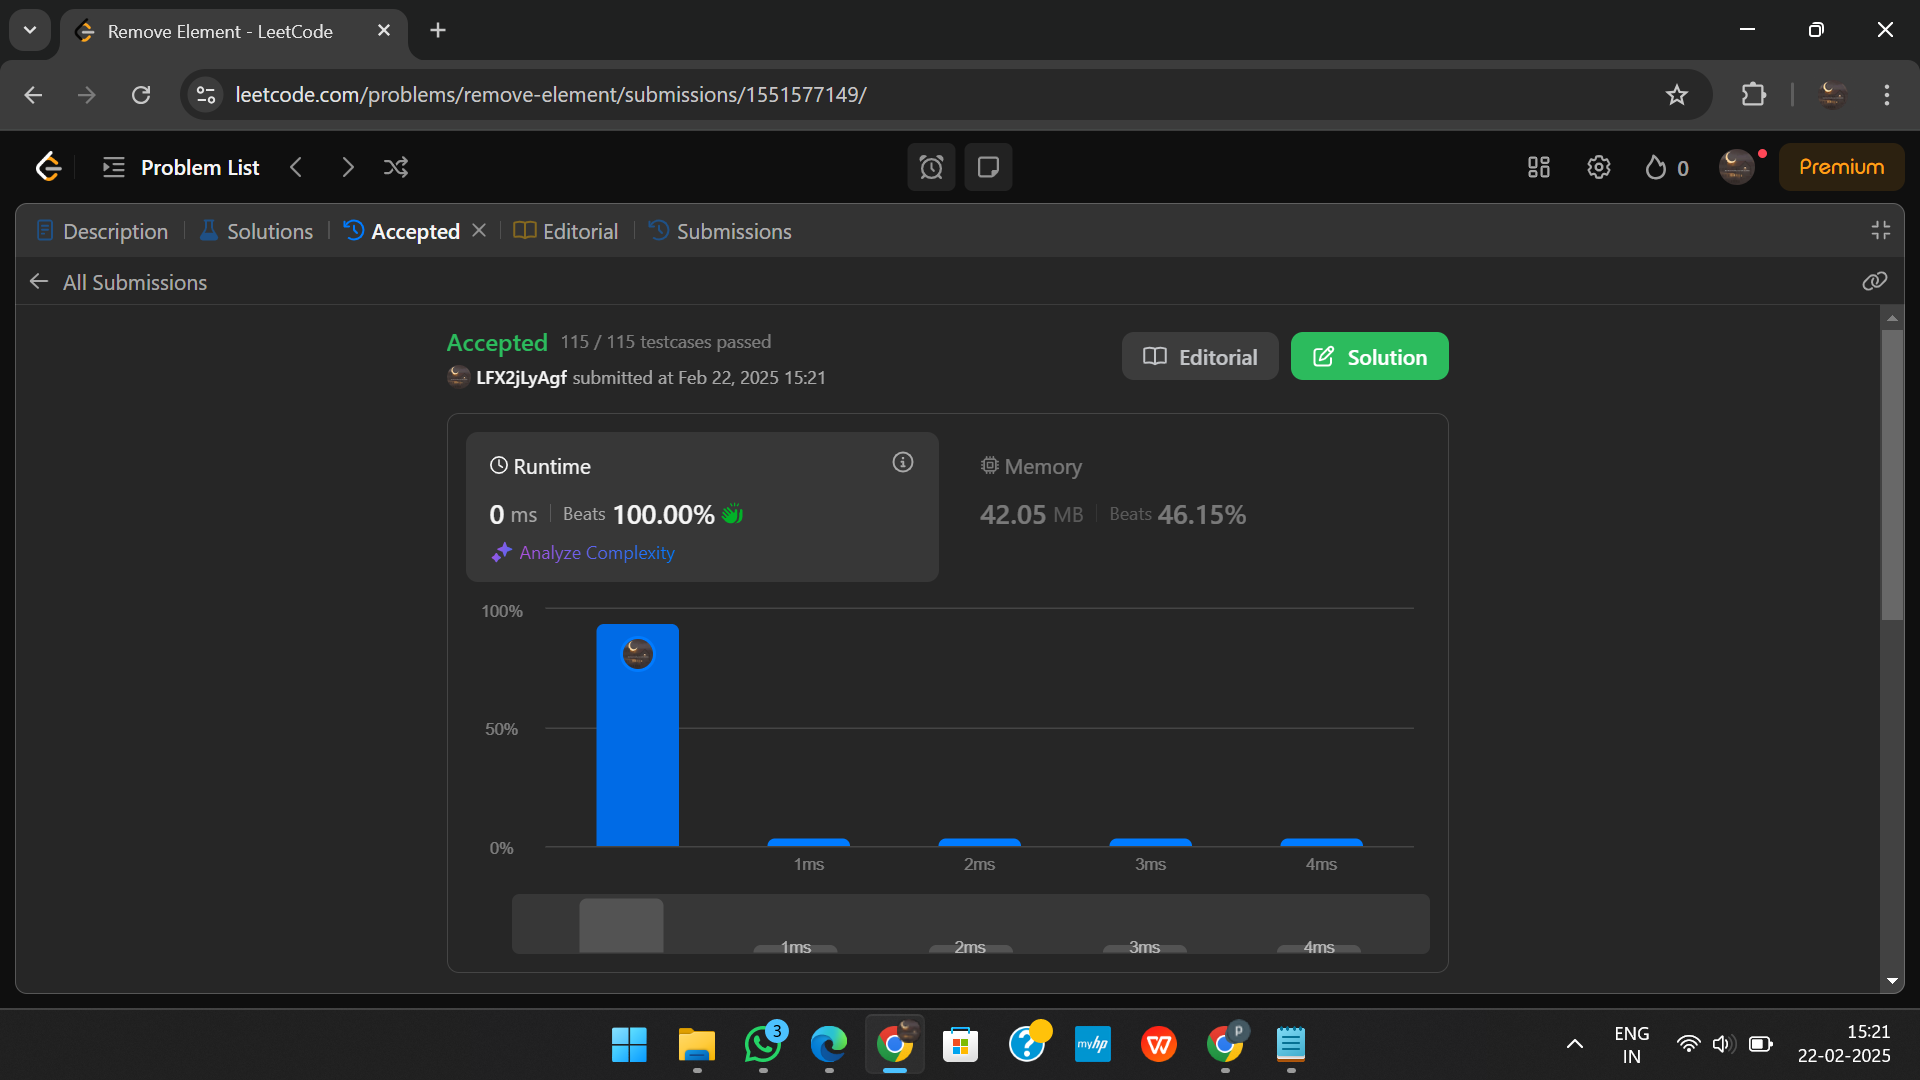 Remove Element - LeetCode
leetcode.com/problems/remove-element/submissions/1551577149/
Problem List
0
Premium
Description
Solutions
Accepted
Editorial
Submissions
All Submissions
Accepted 115 / 115 testcases passed
LFX2jLyAgf submitted at Feb 22, 2025 15:21
Editorial
Solution
Runtime
0 ms Beats 100.00%
Analyze Complexity
Memory
42.05 MB Beats 46.15%
100%
50%
0%
1ms 2ms 3ms 4ms
1ms 2ms 3ms 4ms
3
?
myhp
W
p
ENG
IN
15:21
22-02-2025